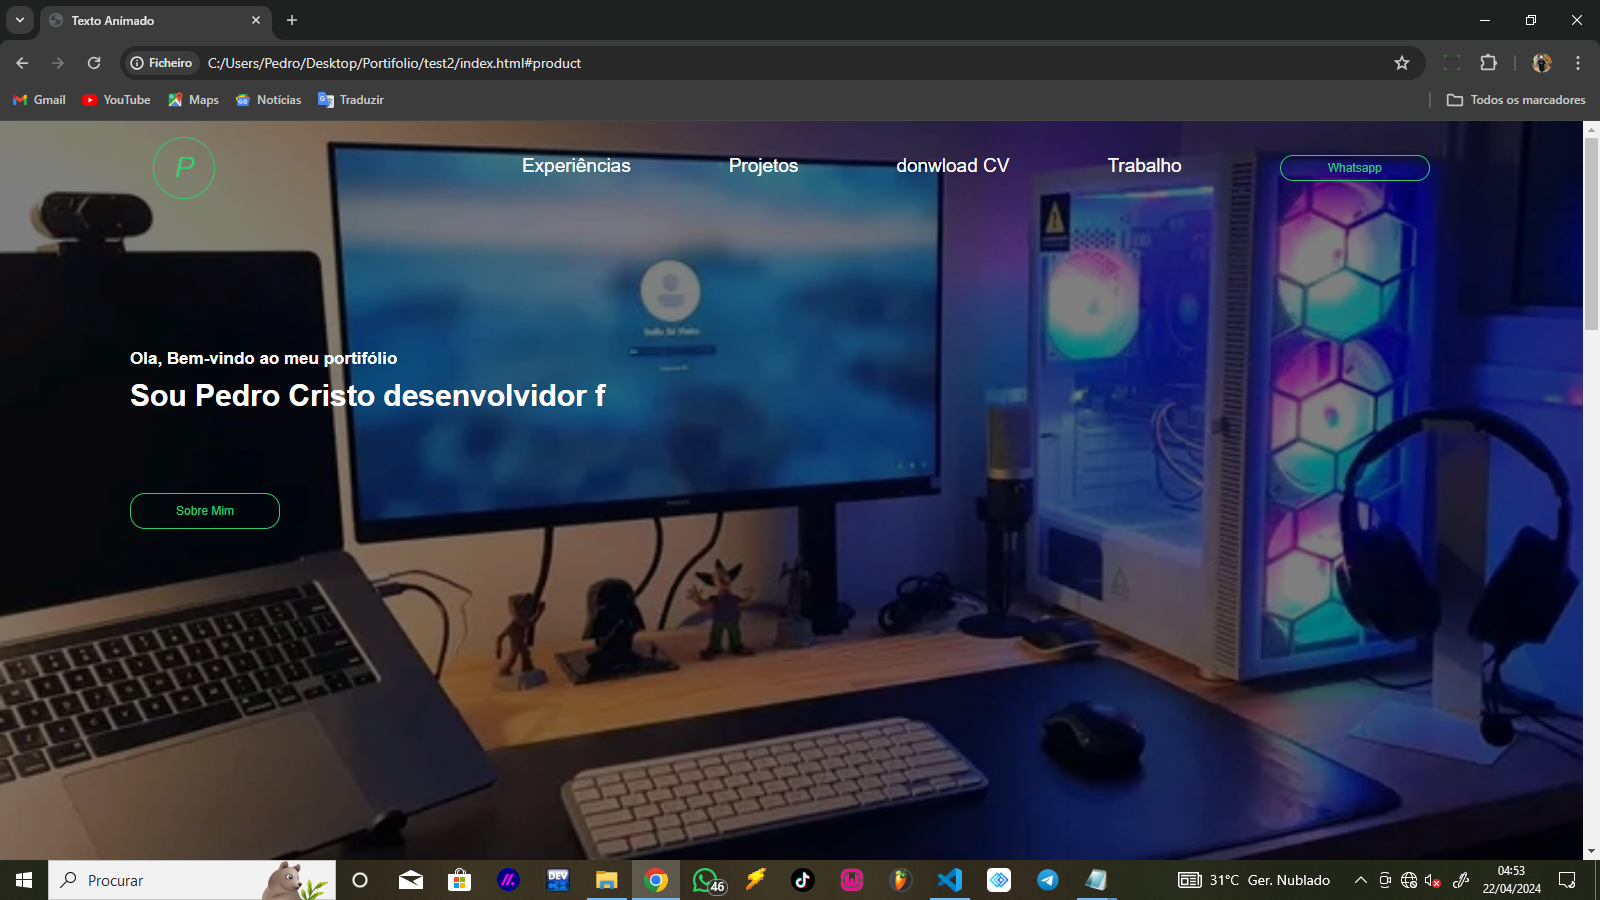 Texto Animado
Ficheiro
C:/Users/Pedro/Desktop/Portifolio/test2/index.html#product
Gmail
YouTube
Maps
Notícias
Traduzir
Todos os marcadores
P
Experiências
Projetos
donwload CV
Trabalho
Whatsapp
Ola, Bem-vindo ao meu portifólio
Sou Pedro Cristo desenvolvidor f
Sobre Mim
Procurar
DEV
46
31°C Ger. Nublado
04:53
22/04/2024